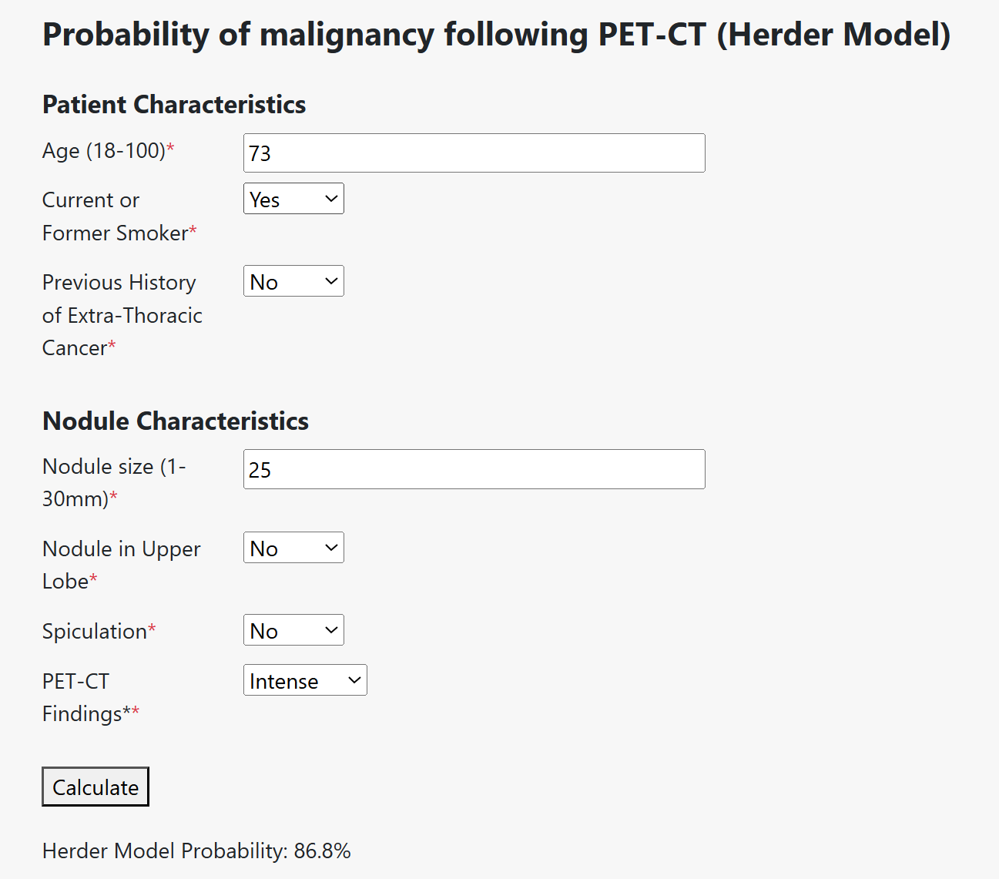 Probability of malignancy following PET-CT (Herder Model)
Patient Characteristics
Age (18-100)*
73
Current or
Former Smoker*
Yes
Previous History
of Extra-Thoracic
Cancer*
No
Nodule Characteristics
Nodule size (1-
30mm)*
25
Nodule in Upper
Lobe*
No
Spiculation*
No
PET-CT
Findings**
Intense
Calculate
Herder Model Probability: 86.8%